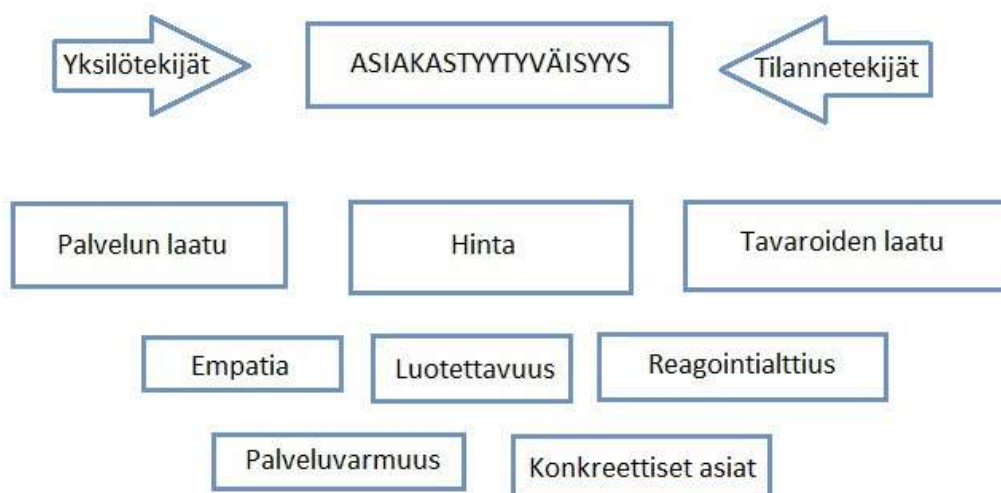 Yksilötekijät
ASIAKASTYYTYVÄISYYS
Tilannetekijät
Palvelun laatu
Hinta
Tavaroiden laatu
Empatia
Luotettavuus
Reagointialttius
Palveluvarmuus
Konkreettiset asiat